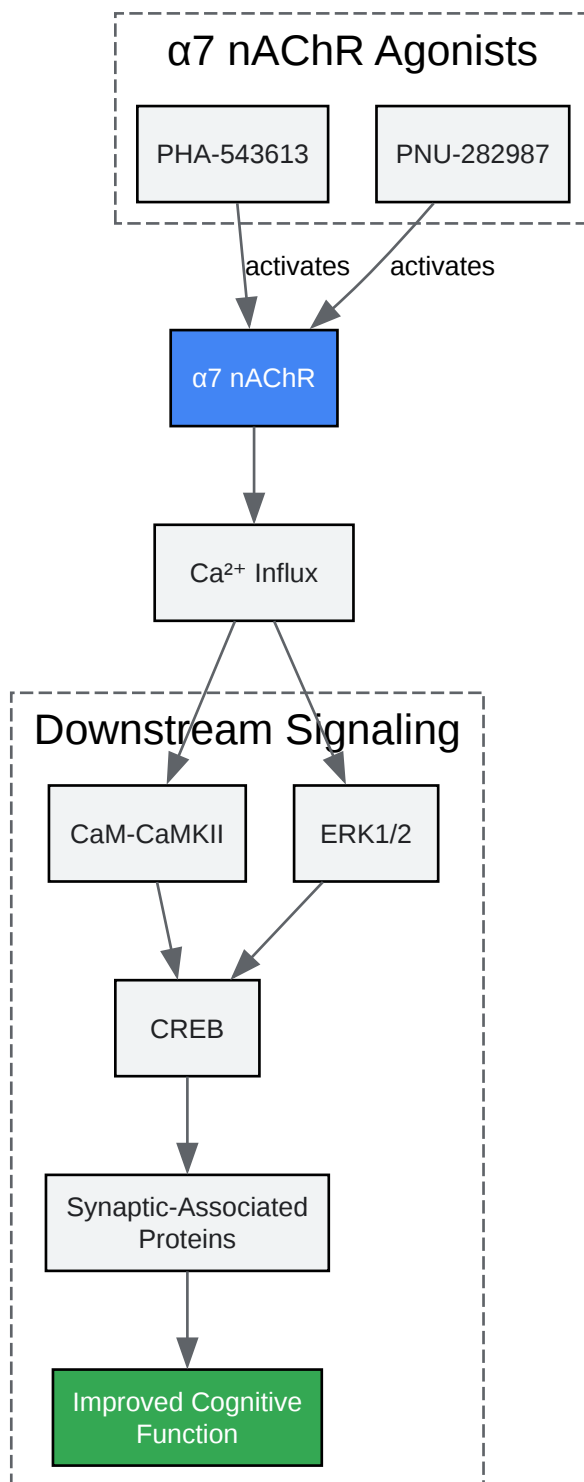 α7 nAChR Agonists
PHA-543613
PNU-282987
activates
activates
α7 nAChR
Ca²⁺ Influx
Downstream Signaling
CaM-CaMKII
ERK1/2
CREB
Synaptic-Associated
Proteins
Improved Cognitive
Function